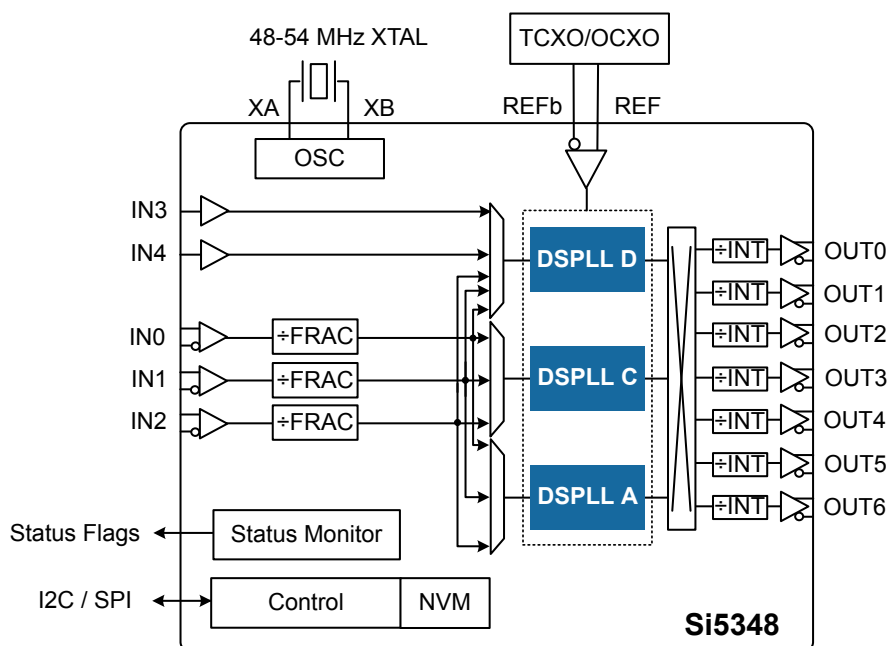 48-54 MHz XTAL
TCXO/OCXO
XA
XB
REFb
REF
OSC
IN3
IN4
IN0
÷FRAC
IN1
÷FRAC
IN2
÷FRAC
DSPLL D
DSPLL C
DSPLL A
÷INT
OUT0
÷INT
OUT1
÷INT
OUT2
÷INT
OUT3
÷INT
OUT4
÷INT
OUT5
÷INT
OUT6
Status Flags
Status Monitor
I2C / SPI
Control
NVM
Si5348